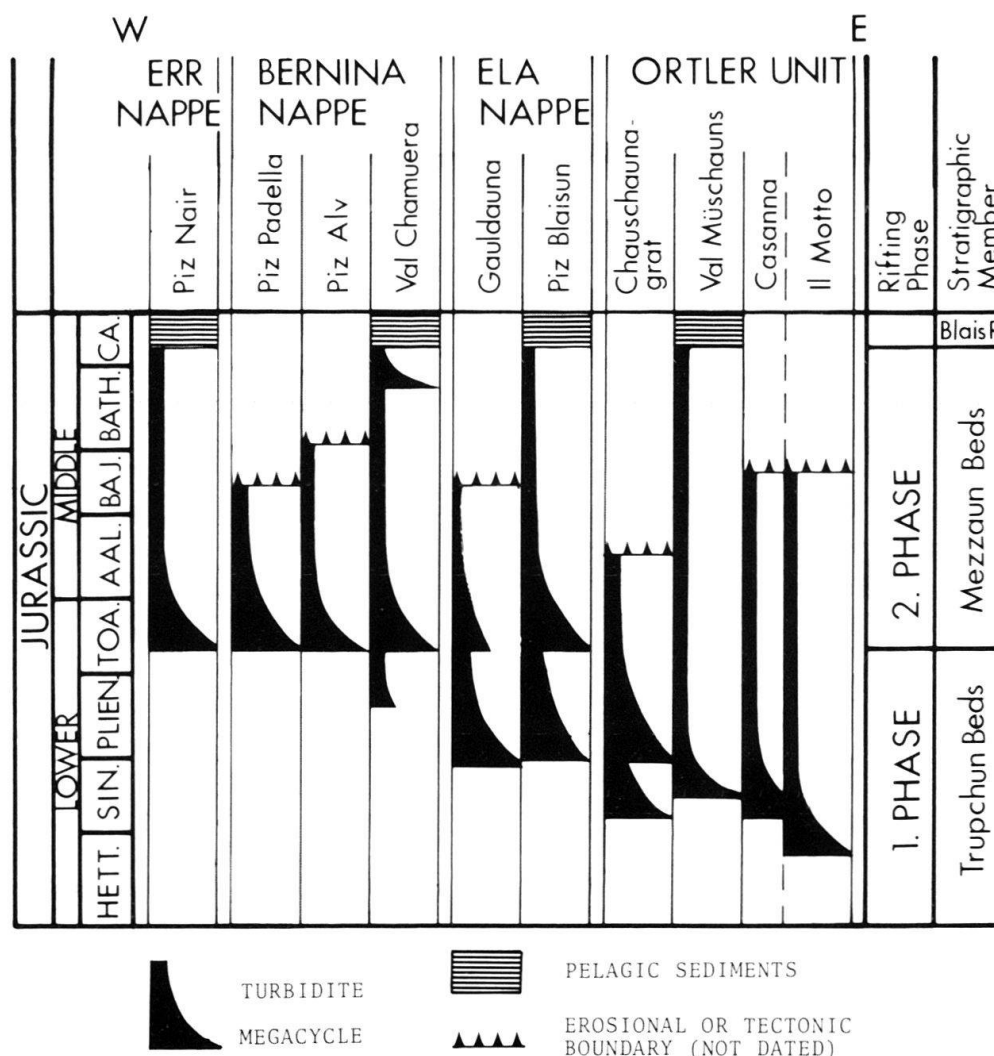 W E
ERR NAPPE
BERNINA NAPPE
ELA NAPPE
ORTLER UNIT
Piz Nair
Piz Padella
Piz Alv
Val Chamuera
Gauldauna
Piz Blaisun
Chauschauna-
grat
Val Müschauns
Casanna
Il Motto
Rifting
Phase
Stratigraphic
Member
JURASSIC
MIDDLE
LOWER
CA.
BATH.
BAJ.
AAL.
TOA.
PLIEN.
SIN.
HETT.
Blais R
2. PHASE
Mezzaun Beds
1. PHASE
Trupchun Beds
TURBIDITE
MEGACYCLE
PELAGIC SEDIMENTS
EROSIONAL OR TECTONIC
BOUNDARY (NOT DATED)